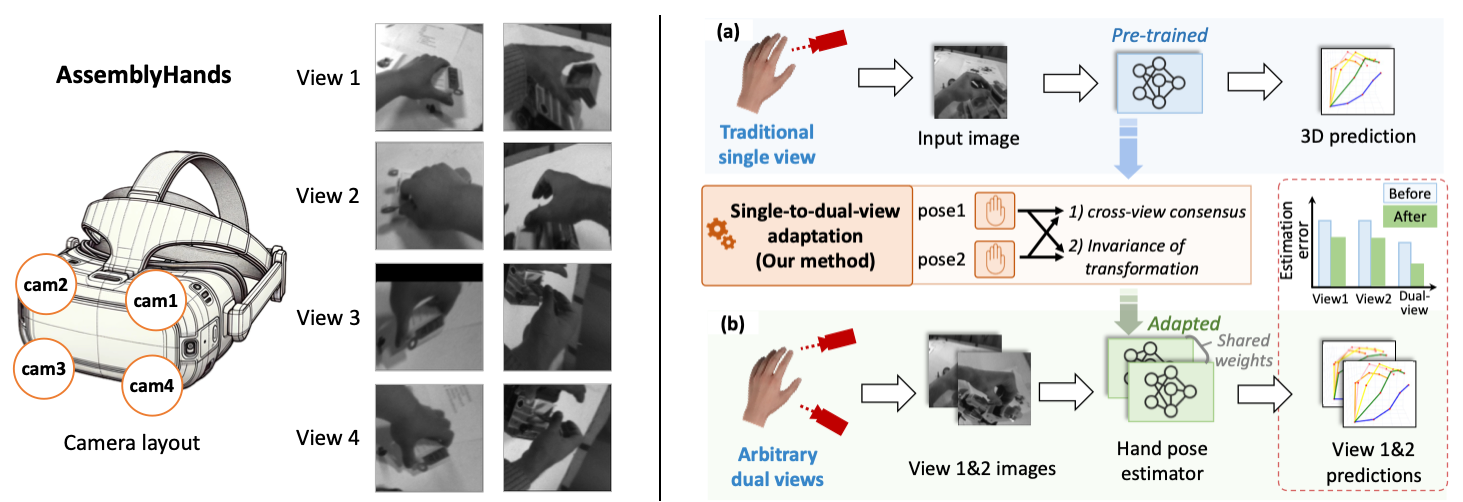 AssemblyHands
View 1
View 2
View 3
View 4
cam2
cam1
cam3
cam4
Camera layout
(a)
Traditional
single view
Input image
Pre-trained
3D prediction
Single-to-dual-view
adaptation
(Our method)
pose1
pose2
1) cross-view consensus
2) Invariance of
transformation
Estimation
error
Before
After
View1
View2
Dual-
view
(b)
Arbitrary
dual views
View 1&2 images
Adapted
Shared
weights
Hand pose
estimator
View 1&2
predictions